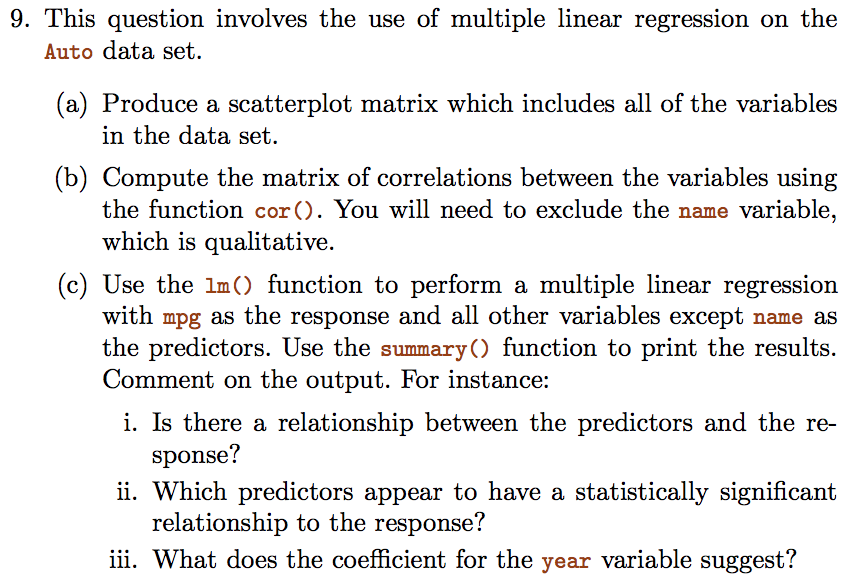 9. This question involves the use of multiple linear regression on the
Auto data set.
(a) Produce a scatterplot matrix which includes all of the variables
in the data set.
(b) Compute the matrix of correlations between the variables using
the function cor(). You will need to exclude the name variable,
which is qualitative.
(c) Use the lm() function to perform a multiple linear regression
with mpg as the response and all other variables except name as
the predictors. Use the summary() function to print the results.
Comment on the output. For instance:
i. Is there a relationship between the predictors and the re-
sponse?
ii. Which predictors appear to have a statistically significant
relationship to the response?
iii. What does the coefficient for the year variable suggest?